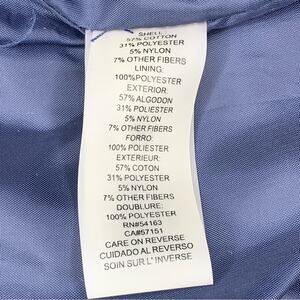 SHELL:
57% COTTON
31% POLYESTER
5% NYLON
7% OTHER FIBERS
LINING:
100%POLYESTER
EXTERIOR:
57% ALGODON
31% POLIESTER
5% NYLON
7% OTHER FIBERS
FORRO:
100% POLIESTER
EXTERIEUR:
57% COTON
31% POLYESTER
5% NYLON
7% OTHER FIBERS
DOUBLURE:
100% POLYESTER
RN#54163
CA#57151
CARE ON REVERSE
CUIDADO AL REVERSO
SOIN SUR L'INVERSE